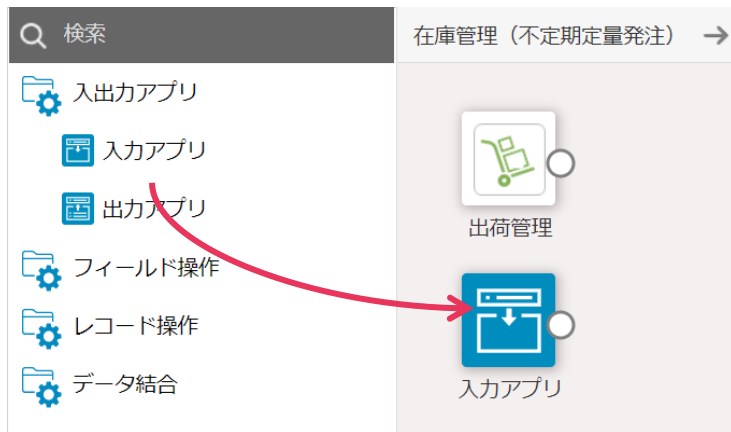 検索
入出力アプリ
入力アプリ
出力アプリ
フィールド操作
レコード操作
データ結合
在庫管理（不定期定量発注）
出荷管理
入力アプリ